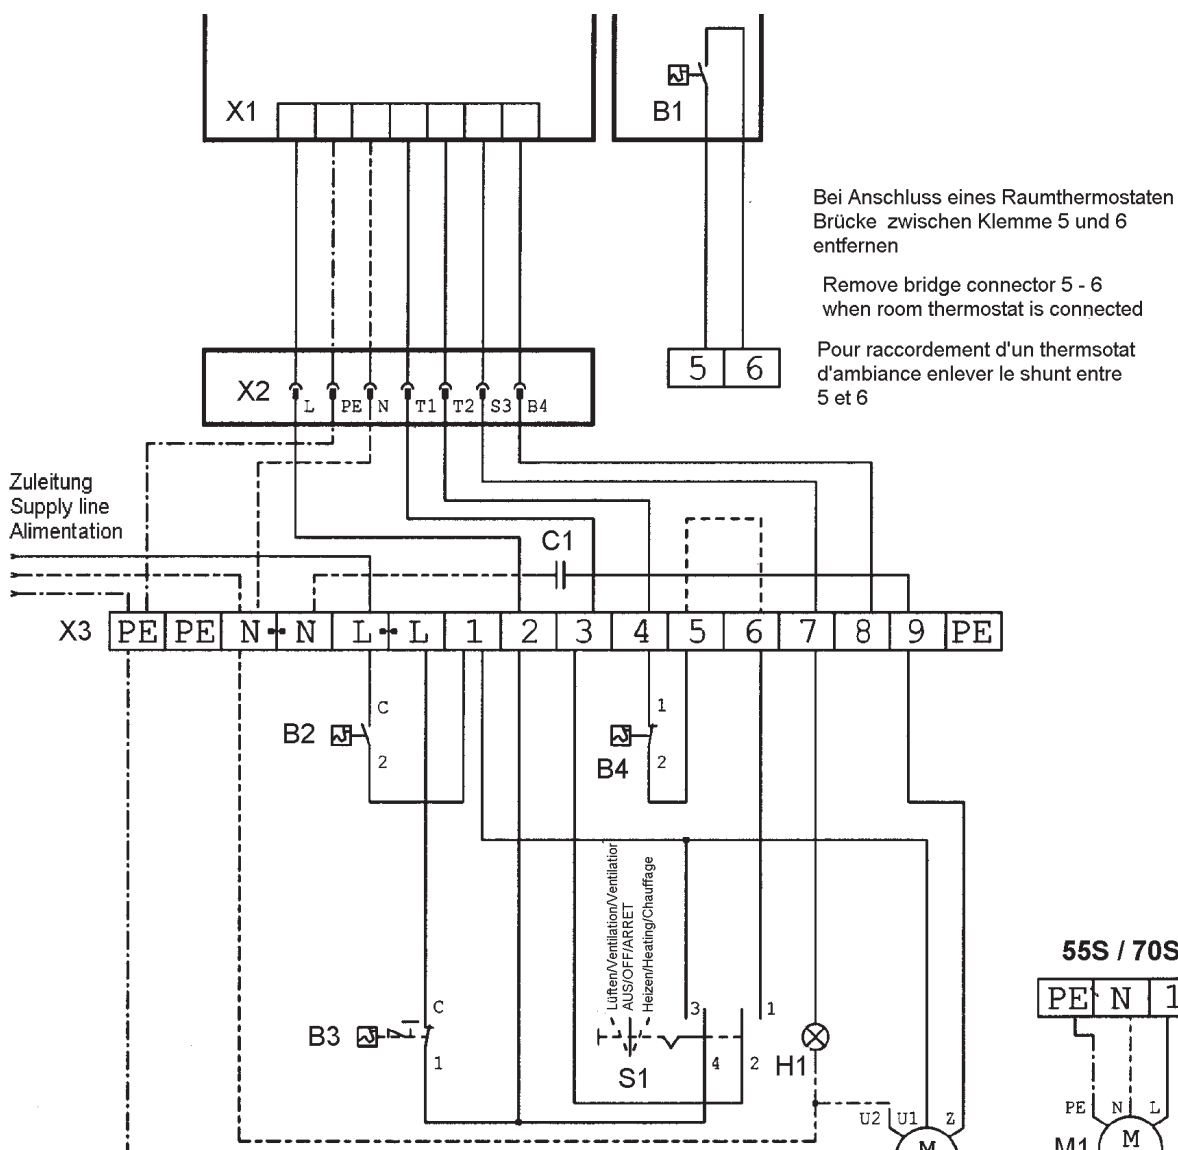 X1
B1
Bei Anschluss eines Raumthermostaten
Brücke zwischen Klemme 5 und 6
entfernen
Remove bridge connector 5 - 6
when room thermostat is connected
Pour raccordement d'un thermsotat
d'ambiance enlever le shunt entre
5 et 6
5 6
X2
L PE N T1 T2 S3 B4
Zuleitung
Supply line
Alimentation
C1
X3 PE PE N N L L 1 2 3 4 5 6 7 8 9 PE
C
B2
2
1
B4
2
Lüften/Ventilation/Ventilation
AUS/OFF/ARRET
Heizen/Heating/Chauffage
55S / 70S
PE N 1
C
B3
1
3 1
4 2
S1
H1
U2 U1 Z
M
PE N L
M1 M